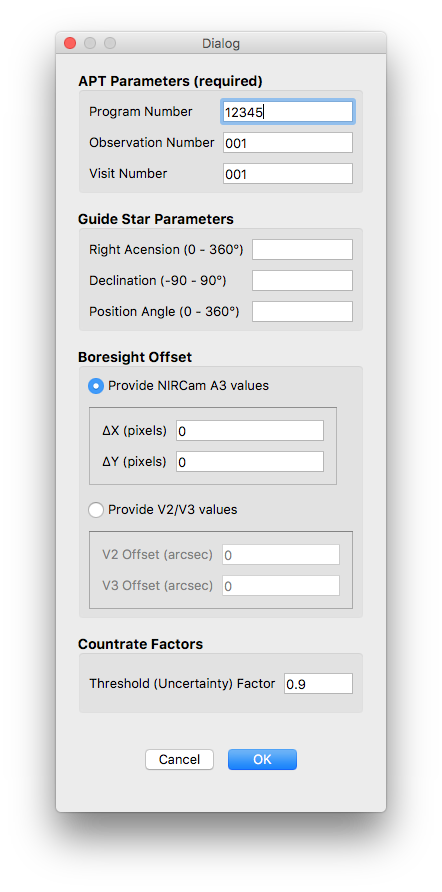 Dialog
APT Parameters (required)
Program Number 12345
Observation Number 001
Visit Number 001
Guide Star Parameters
Right Acension (0 - 360°)
Declination (-90 - 90°)
Position Angle (0 - 360°)
Boresight Offset
Provide NIRCam A3 values
ΔX (pixels) 0
ΔY (pixels) 0
Provide V2/V3 values
V2 Offset (arcsec) 0
V3 Offset (arcsec) 0
Countrate Factors
Threshold (Uncertainty) Factor 0.9
Cancel OK